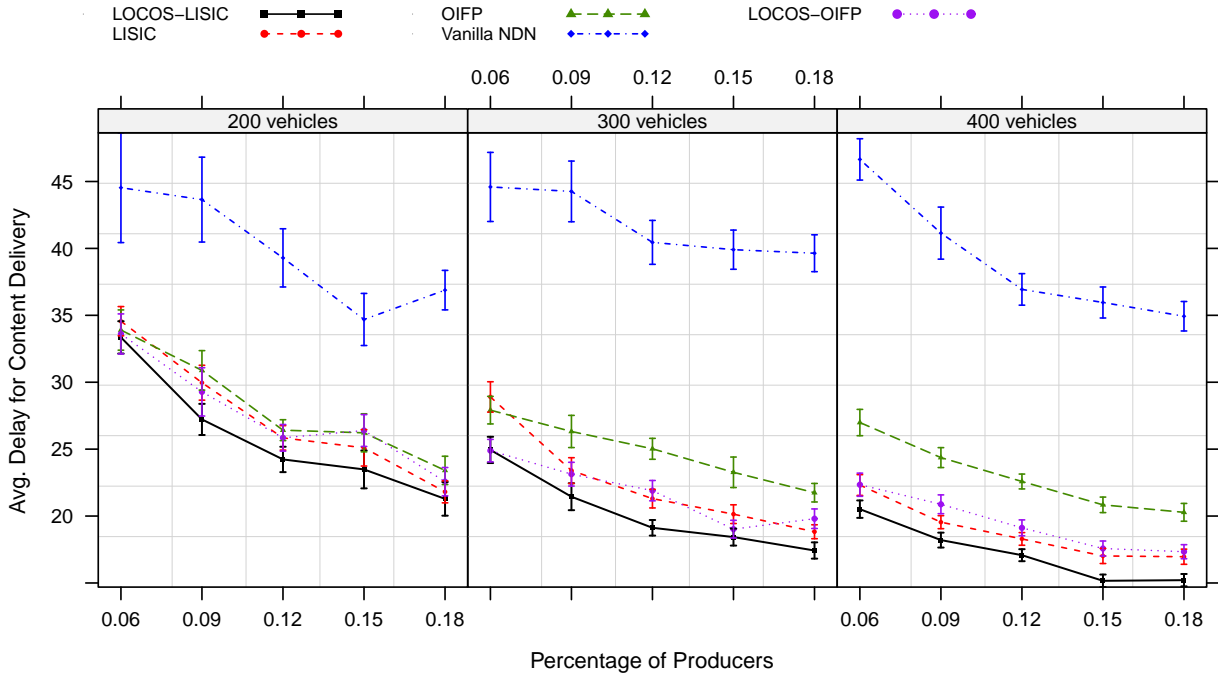 LOCOS–LISIC OIFP LOCOS–OIFP
LISIC Vanilla NDN
0.06 0.09 0.12 0.15 0.18
200 vehicles 300 vehicles 400 vehicles
45
40
35
30
25
20
Avg. Delay for Content Delivery
0.06 0.09 0.12 0.15 0.18 0.06 0.09 0.12 0.15 0.18
Percentage of Producers